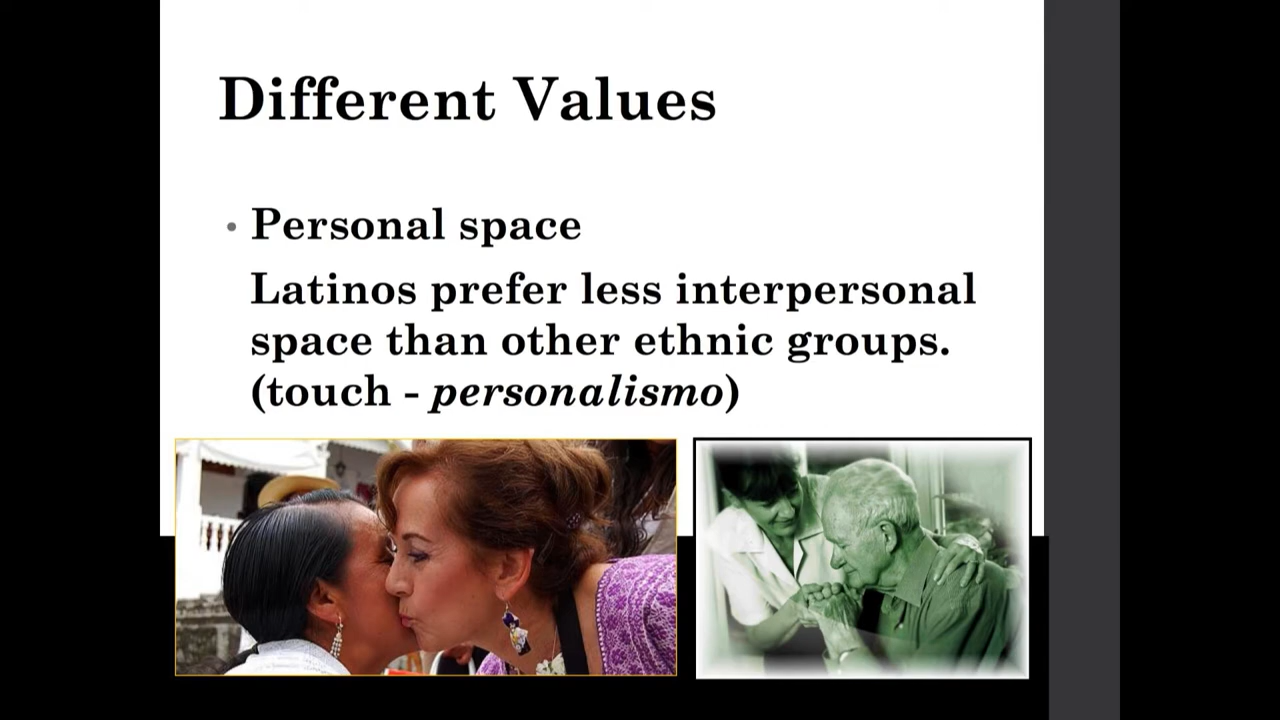 Different Values
• Personal space
Latinos prefer less interpersonal
space than other ethnic groups.
(touch - personalismo)